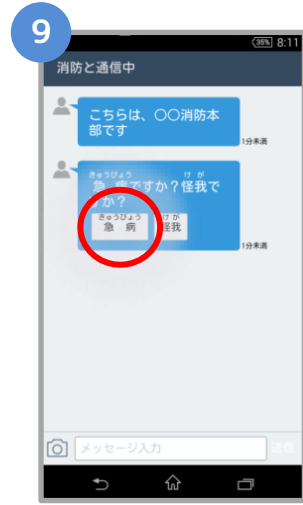 9
35% 8:11
消防と通信中
こちらは、〇〇消防本
部です
1分未満
きゅうびょう けが
急 病ですか？怪我で
すか？
きゅうびょう けが
急 病 怪我
1分未満
メッセージ入力 送信